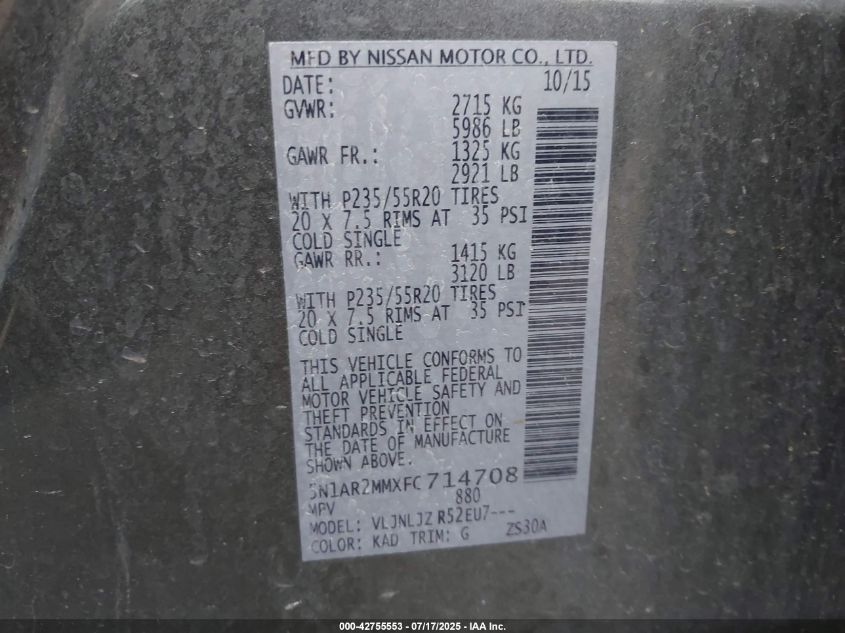 MFD BY NISSAN MOTOR CO., LTD.
DATE: 10/15
GVWR: 2715 KG
5986 LB
GAWR FR.: 1325 KG
2921 LB
WITH P235/55R20 TIRES
20 X 7.5 RIMS AT 35 PSI
COLD SINGLE
GAWR RR.: 1415 KG
3120 LB
WITH P235/55R20 TIRES
20 X 7.5 RIMS AT 35 PSI
COLD SINGLE
THIS VEHICLE CONFORMS TO
ALL APPLICABLE FEDERAL
MOTOR VEHICLE SAFETY AND
THEFT PREVENTION
STANDARDS IN EFFECT ON
THE DATE OF MANUFACTURE
SHOWN ABOVE.
5N1AR2MMXFC714708
MPV 880
MODEL: VLJNLJZ R52EU7---
COLOR: KAD TRIM: G ZS30A
000-42755553 - 07/17/2025 - IAA Inc.